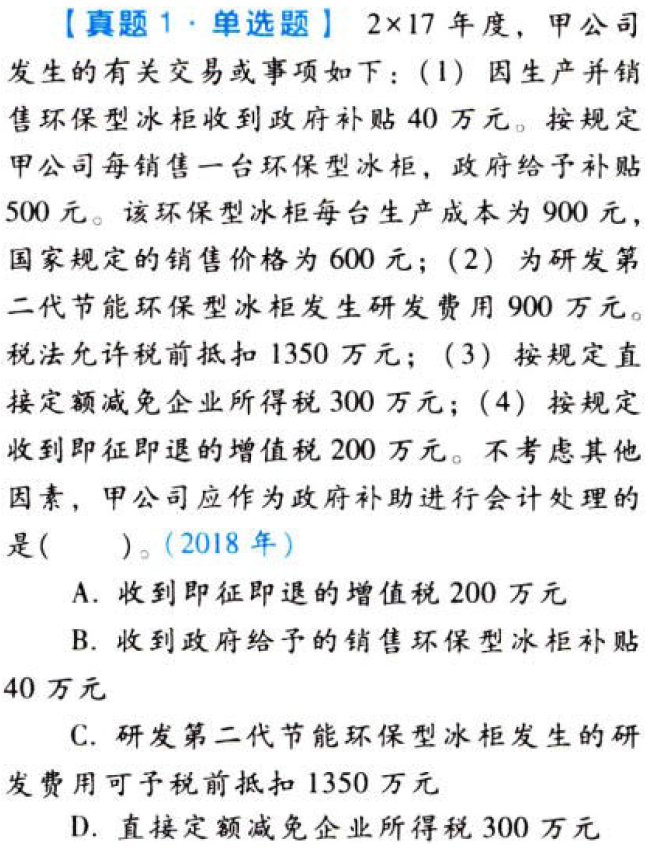 【真题1·单选题】 2×17 年度，甲公司
发生的有关交易或事项如下：(1) 因生产并销
售环保型冰柜收到政府补贴 40 万元。按规定
甲公司每销售一台环保型冰柜，政府给予补贴
500 元。该环保型冰柜每台生产成本为 900 元，
国家规定的销售价格为 600 元；(2) 为研发第
二代节能环保型冰柜发生研发费用 900 万元。
税法允许税前抵扣 1350 万元；(3) 按规定直
接定额减免企业所得税 300 万元；(4) 按规定
收到即征即退的增值税 200 万元。不考虑其他
因素，甲公司应作为政府补助进行会计处理的
是(　　)。(2018 年)
A. 收到即征即退的增值税 200 万元
B. 收到政府给予的销售环保型冰柜补贴
40 万元
C. 研发第二代节能环保型冰柜发生的研
发费用可予税前抵扣 1350 万元
D. 直接定额减免企业所得税 300 万元